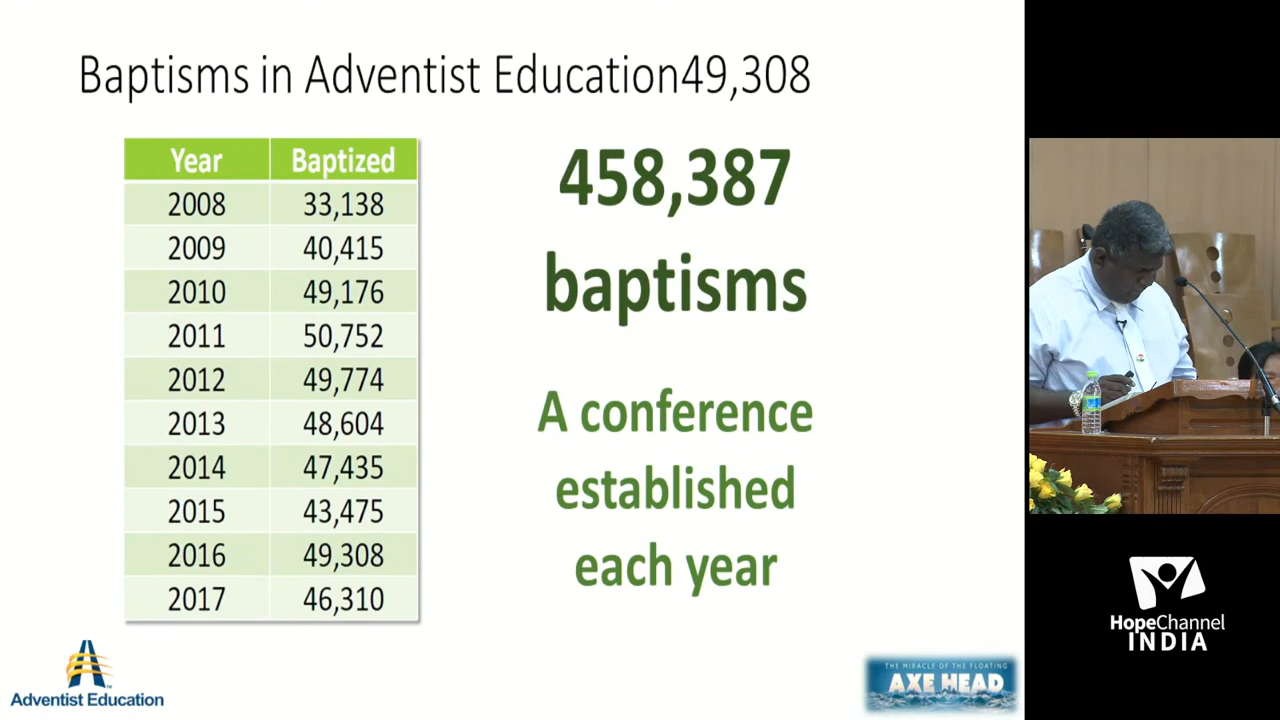 Baptisms in Adventist Education49,308
Year Baptized
2008 33,138
2009 40,415
2010 49,176
2011 50,752
2012 49,774
2013 48,604
2014 47,435
2015 43,475
2016 49,308
2017 46,310
458,387
baptisms
A conference
established
each year
Adventist Education
THE MIRACLE OF THE FLOATING
AXE HEAD
HopeChannel
INDIA